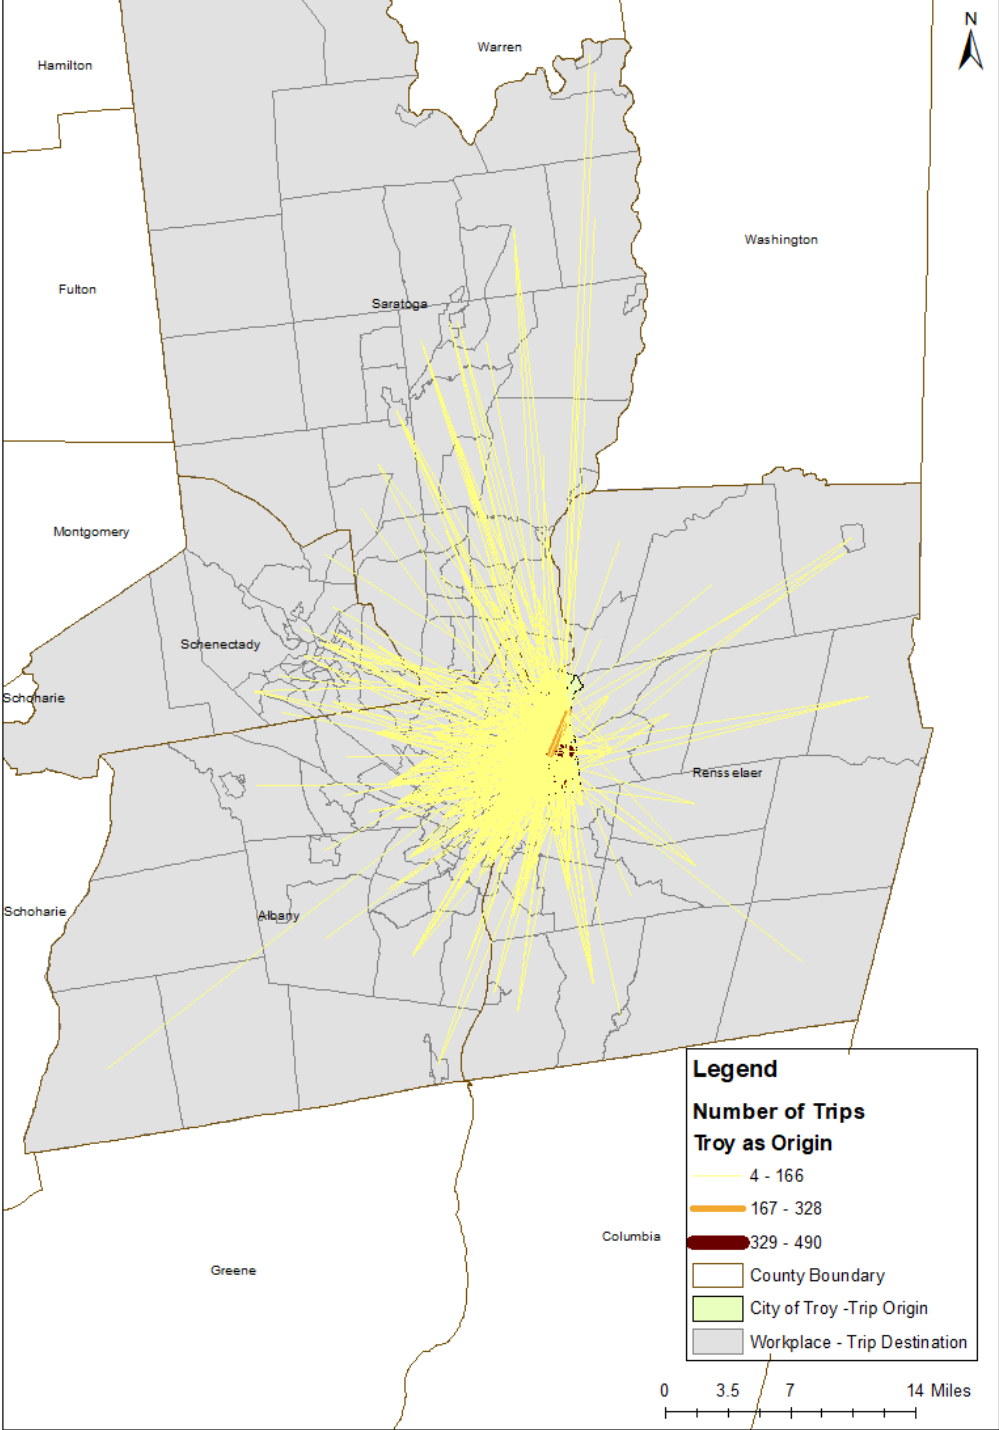 N
Warren
Hamilton
Washington
Fulton
Saratoga
Montgomery
Schenectady
Schoharie
Rensselaer
Schoharie
Albany
Columbia
Greene
Legend
Number of Trips
Troy as Origin
4 - 166
167 - 328
329 - 490
County Boundary
City of Troy -Trip Origin
Workplace - Trip Destination
0 3.5 7 14 Miles